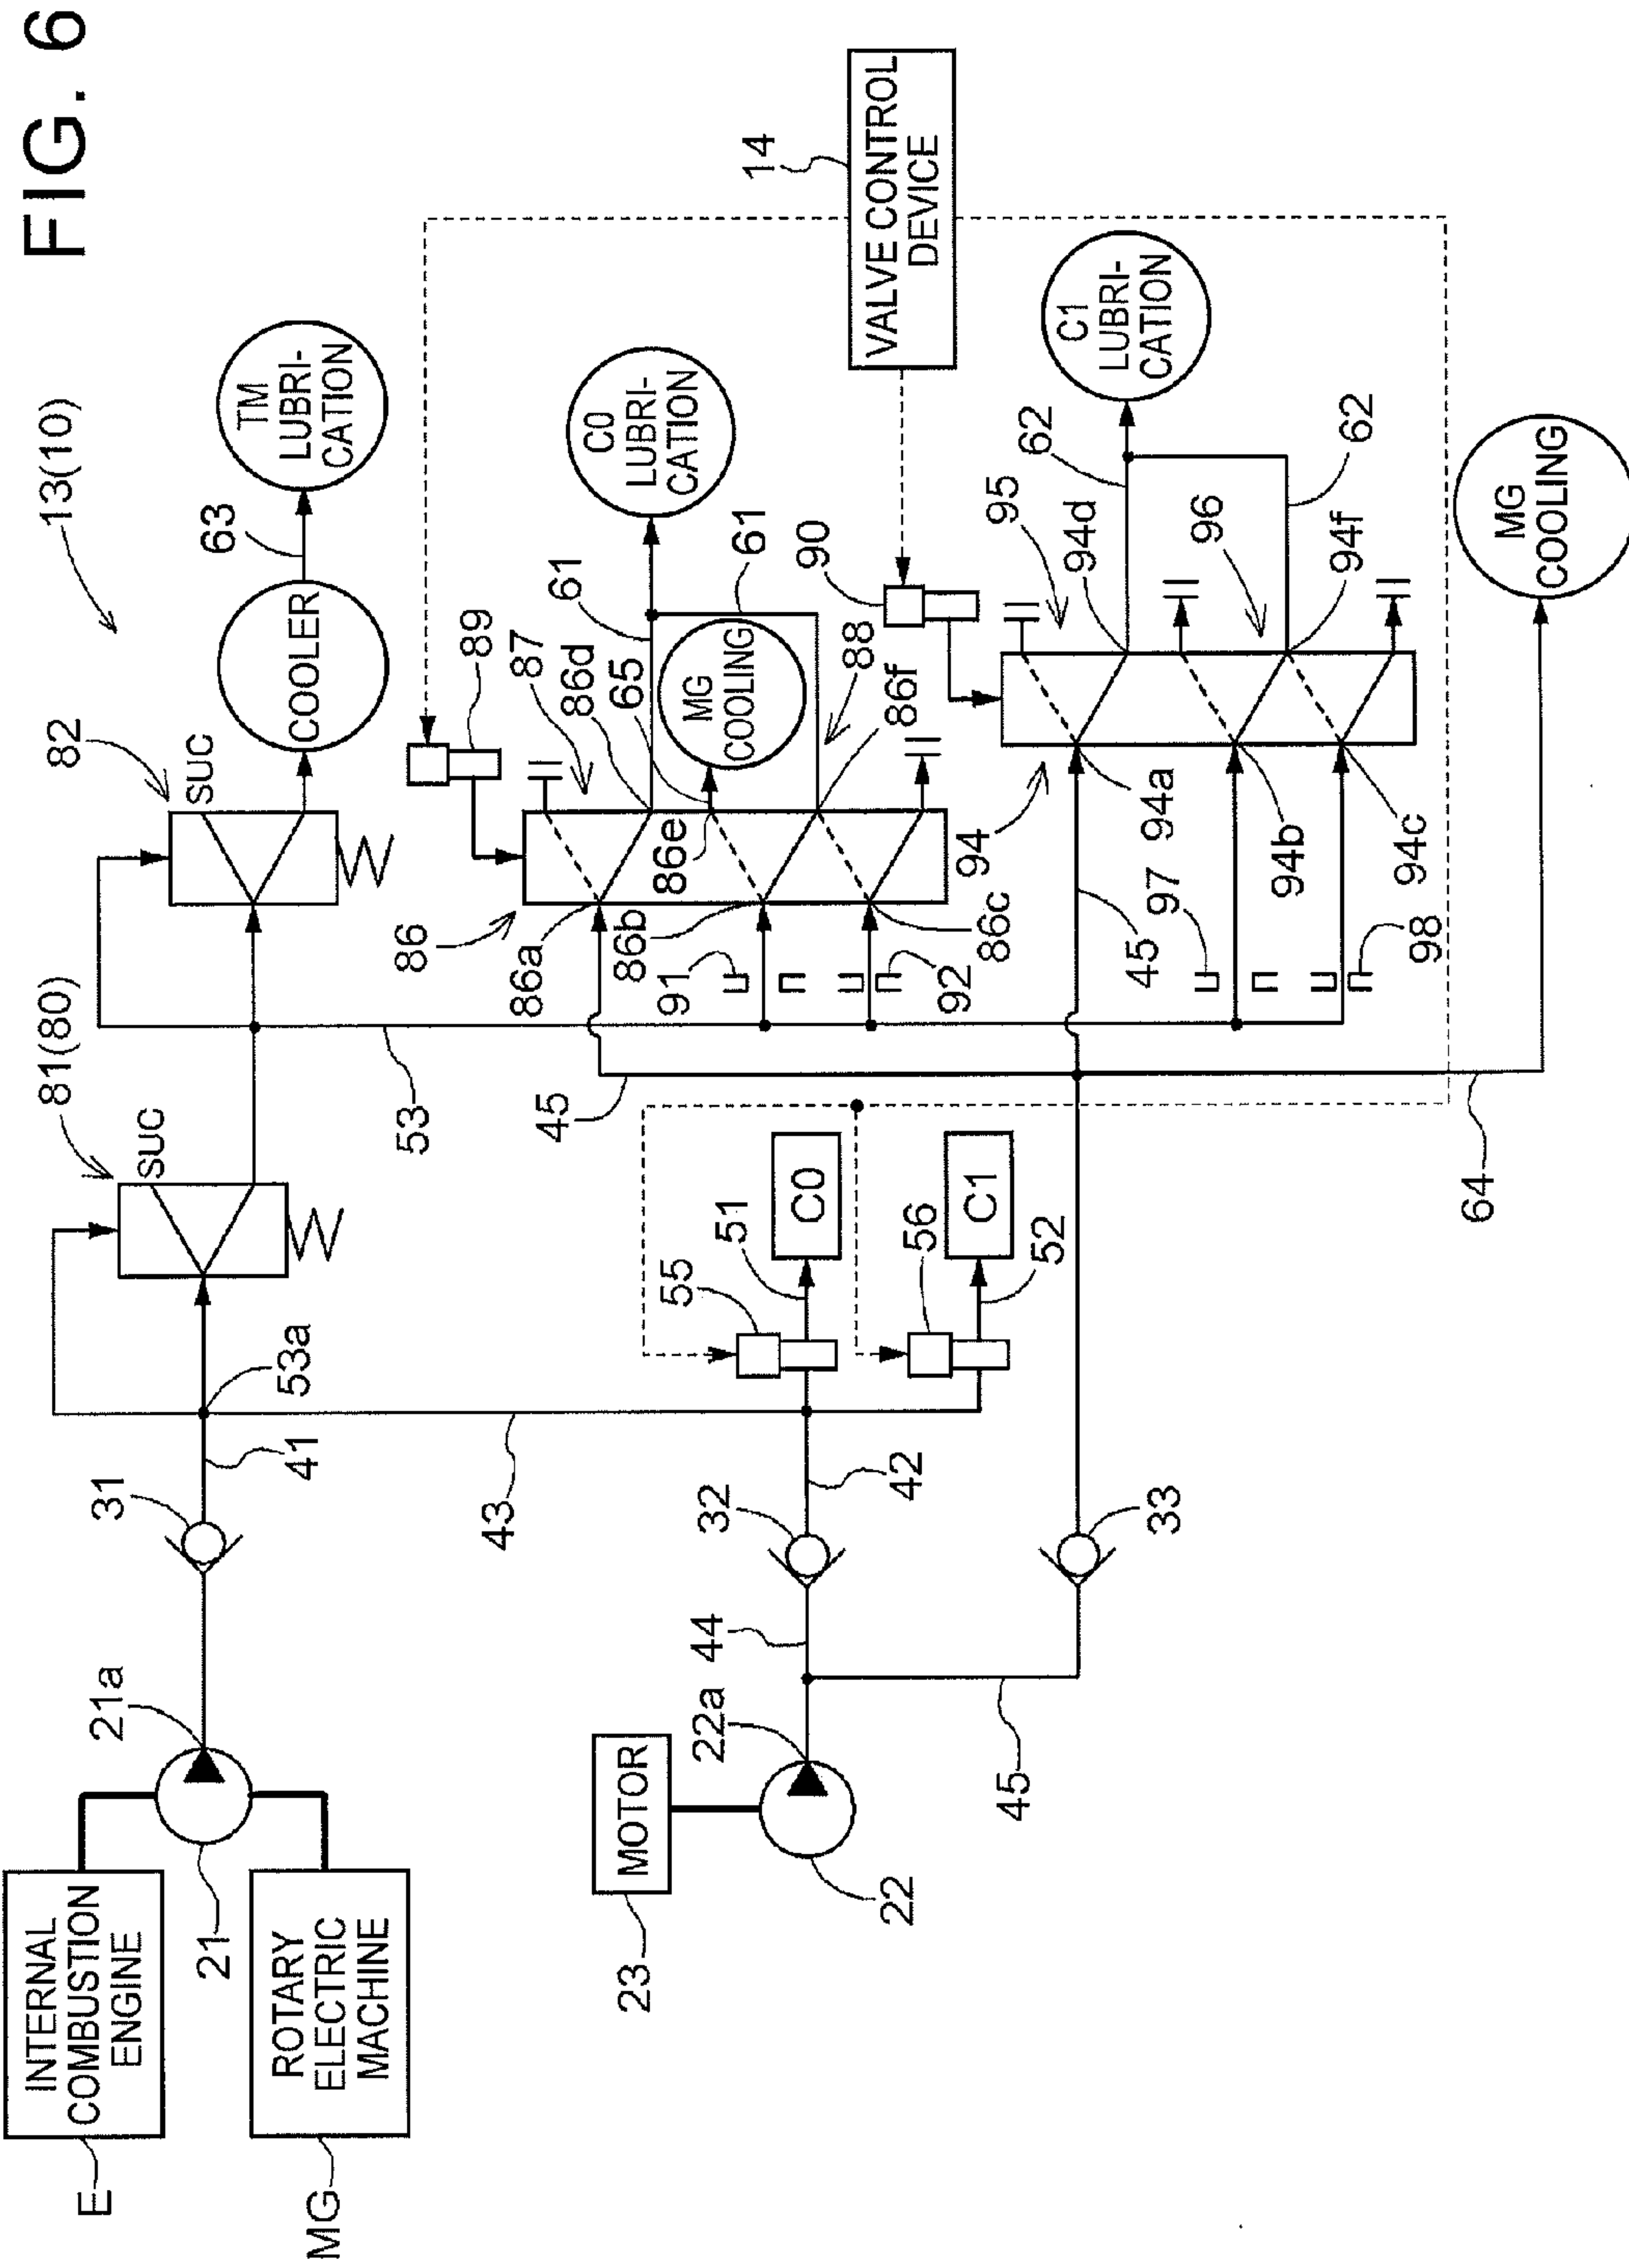 FIG. 6
13(10)
63
TM
LUBRI-
CATION
COOLER
82
SUC
81(80)
SUC
53a
41
31
21a
21
INTERNAL
COMBUSTION
ENGINE
E
ROTARY
ELECTRIC
MACHINE
MG
14
VALVE CONTROL
DEVICE
C0
LUBRI-
CATION
61
61
89
87
86d
65
MG
COOLING
88
86f
86e
86
86a
86b
86c
91
92
53
45
43
90
95
94d
62
C1
LUBRI-
CATION
62
96
94f
94
94a
94b
94c
97
98
45
MG
COOLING
64
55
51
C0
56
C1
52
32
42
33
44
22a
45
MOTOR
23
22